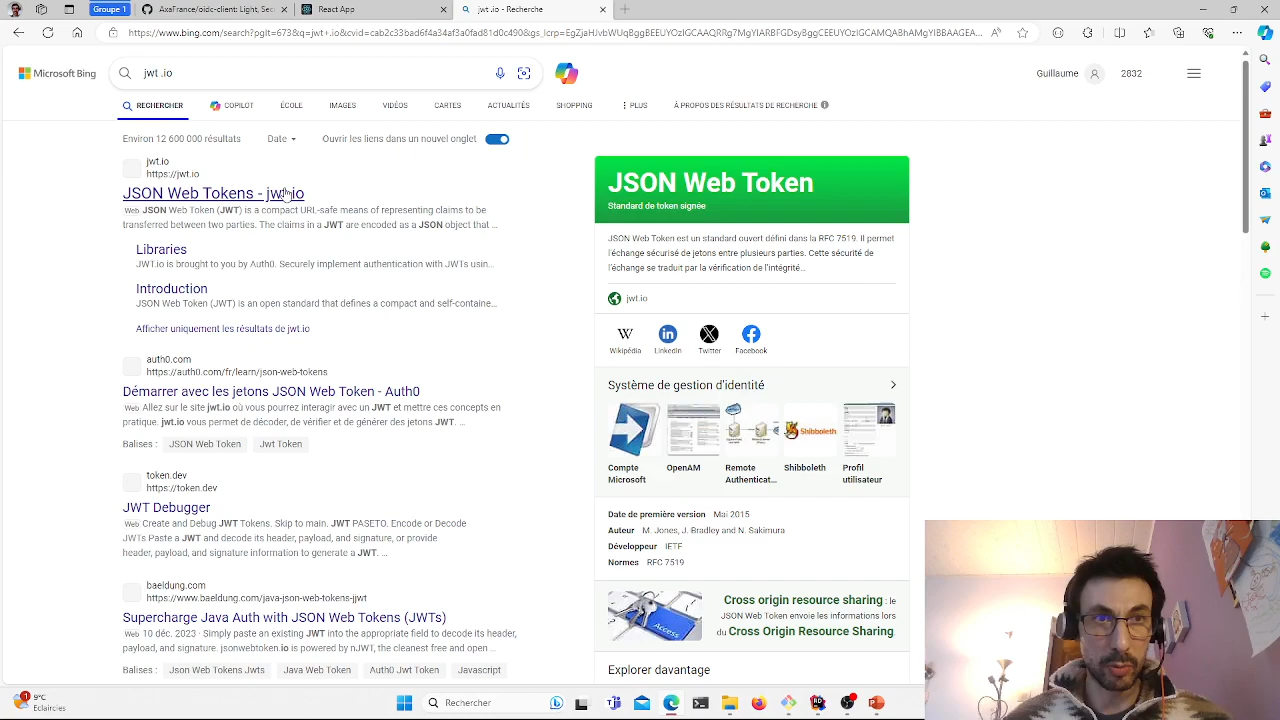 Groupe 1
AxaFrance/oidc-client: Light, Sec
React App
jwt .io - Recherche
Microsoft Bing
jwt .io
Guillaume
2832
RECHERCHER
COPILOT
ÉCOLE
IMAGES
VIDÉOS
CARTES
ACTUALITÉS
SHOPPING
PLUS
À PROPOS DES RÉSULTATS DE RECHERCHE
Environ 12 600 000 résultats
Date
Ouvrir les liens dans un nouvel onglet
jwt.io
https://jwt.io
JSON Web Tokens - jwt.io
Web JSON Web Token (JWT) is a compact URL-safe means of representing claims to be
transferred between two parties. The claims in a JWT are encoded as a JSON object that ...
Libraries
JWT.io is brought to you by Auth0. Securely implement authentication with JWTs usin...
Introduction
JSON Web Token (JWT) is an open standard that defines a compact and self-containe...
Afficher uniquement les résultats de jwt.io
auth0.com
https://auth0.com/fr/learn/json-web-tokens
Démarrer avec les jetons JSON Web Token - Auth0
Web Allez sur le site jwt.io où vous pourrez interagir avec un JWT et mettre ces concepts en
pratique. jwt.io vous permet de décoder, de vérifier et de générer des jetons JWT. ...
Balises :
JSON Web Token
Jwt Token
token.dev
https://token.dev
JWT Debugger
Web Create and Debug JWT Tokens. Skip to main. JWT PASETO. Encode or Decode
JWTs Paste a JWT and decode its header, payload, and signature, or provide
header, payload, and signature information to generate a JWT. ...
baeldung.com
https://www.baeldung.com/java-json-web-tokens-jjwt
Supercharge Java Auth with JSON Web Tokens (JWTs)
Web 10 déc. 2023 · Simply paste an existing JWT into the appropriate field to decode its header,
payload, and signature. jsonwebtoken.io is powered by nJWT, the cleanest free and open ...
Balises :
Json Web Tokens Jwts
Java Web Token
Auth0 Jwt Token
Javascript
JSON Web Token
Standard de token signée
JSON Web Token est un standard ouvert défini dans la RFC 7519. Il permet
l'échange sécurisé de jetons entre plusieurs parties. Cette sécurité de
l'échange se traduit par la vérification de l'intégrité...
jwt.io
Wikipédia
LinkedIn
Twitter
Facebook
Système de gestion d'identité
Shibboleth
Compte
Microsoft
OpenAM
Remote
Authenticat...
Shibboleth
Profil
utilisateur
Date de première version Mai 2015
Auteur M. Jones, J. Bradley and N. Sakimura
Développeur IETF
Normes RFC 7519
Access
Cross origin resource sharing : le
JSON Web Token envoie les informations lors
du Cross Origin Resource Sharing.
Explorer davantage
9°C
Eclaircies
Rechercher